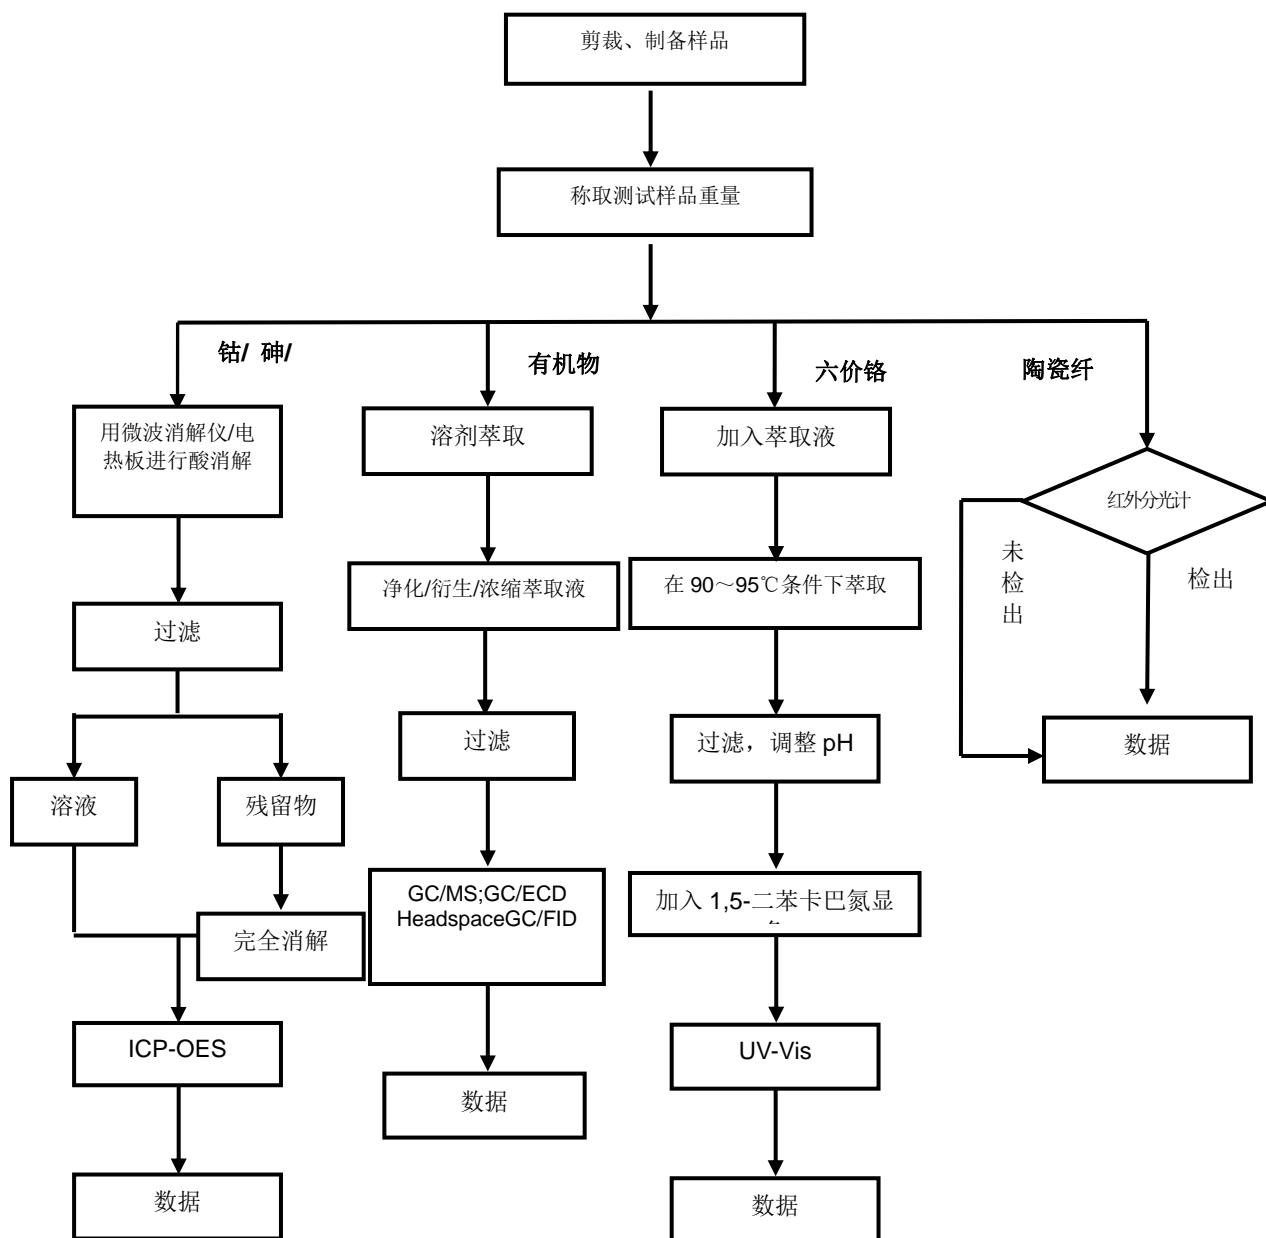 剪裁、制备样品
称取测试样品重量
钴/ 砷/
有机物
六价铬
陶瓷纤
用微波消解仪/电
热板进行酸消解
溶剂萃取
加入萃取液
红外分光计
未
检
出
检出
净化/衍生/浓缩萃取液
在 90~95℃条件下萃取
过滤
过滤
过滤，调整 pH
数据
溶液
残留物
GC/MS;GC/ECD
HeadspaceGC/FID
加入 1,5-二苯卡巴氮显
完全消解
ICP-OES
UV-Vis
数据
数据
数据